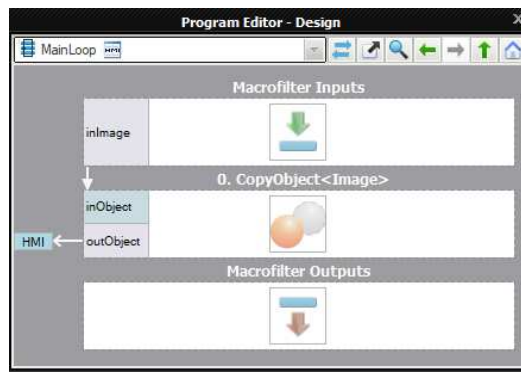 Program Editor - Design
MainLoop HMI
Macrofilter Inputs
inImage
0. CopyObject<Image>
inObject
HMI outObject
Macrofilter Outputs